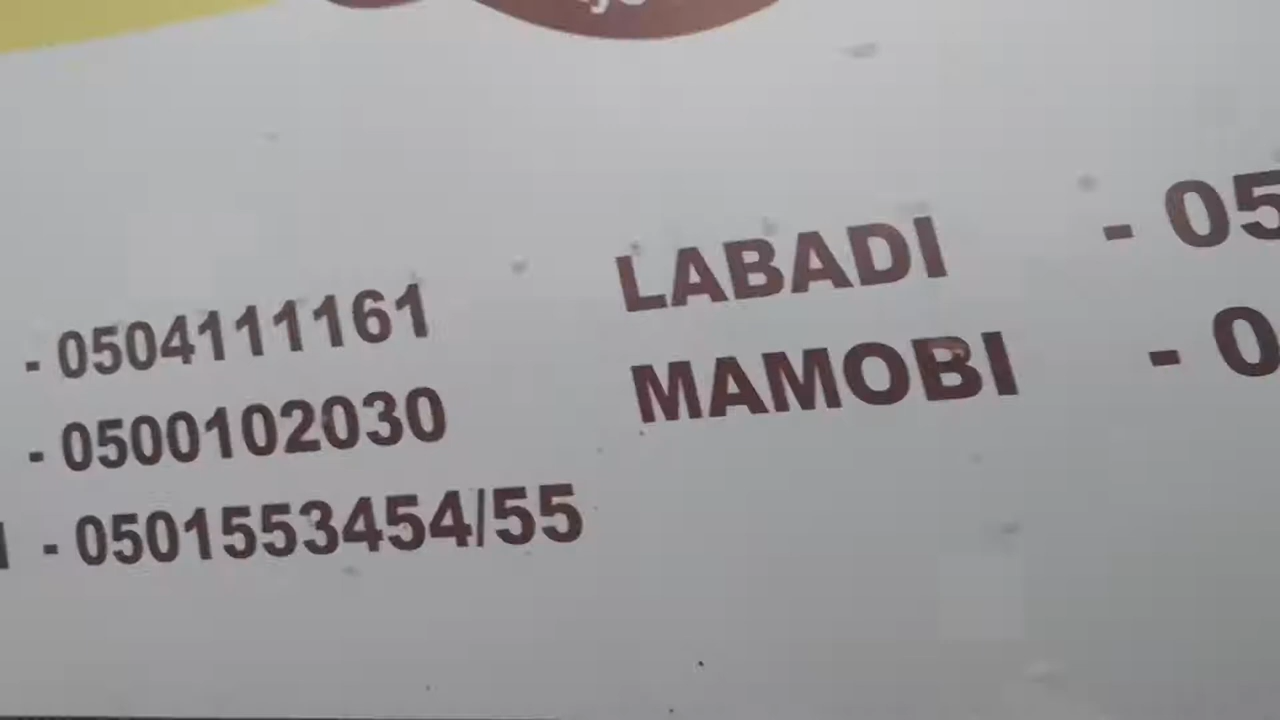 - 0504111161
- 0500102030
- 0501553454/55
LABADI - 05
MAMOBI - 0